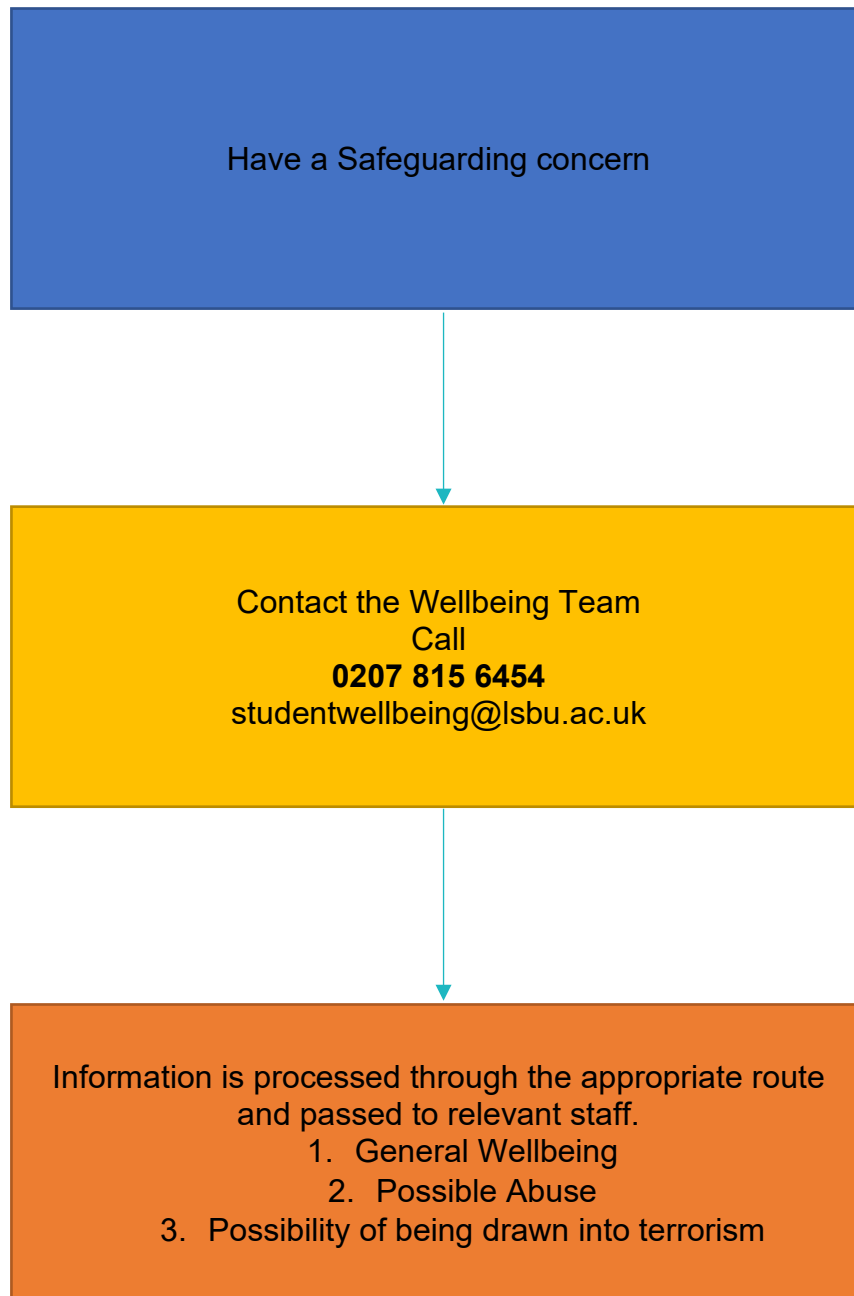 Have a Safeguarding concern
Contact the Wellbeing Team
Call
0207 815 6454
studentwellbeing@lsbu.ac.uk
Information is processed through the appropriate route
and passed to relevant staff.
1. General Wellbeing
2. Possible Abuse
3. Possibility of being drawn into terrorism